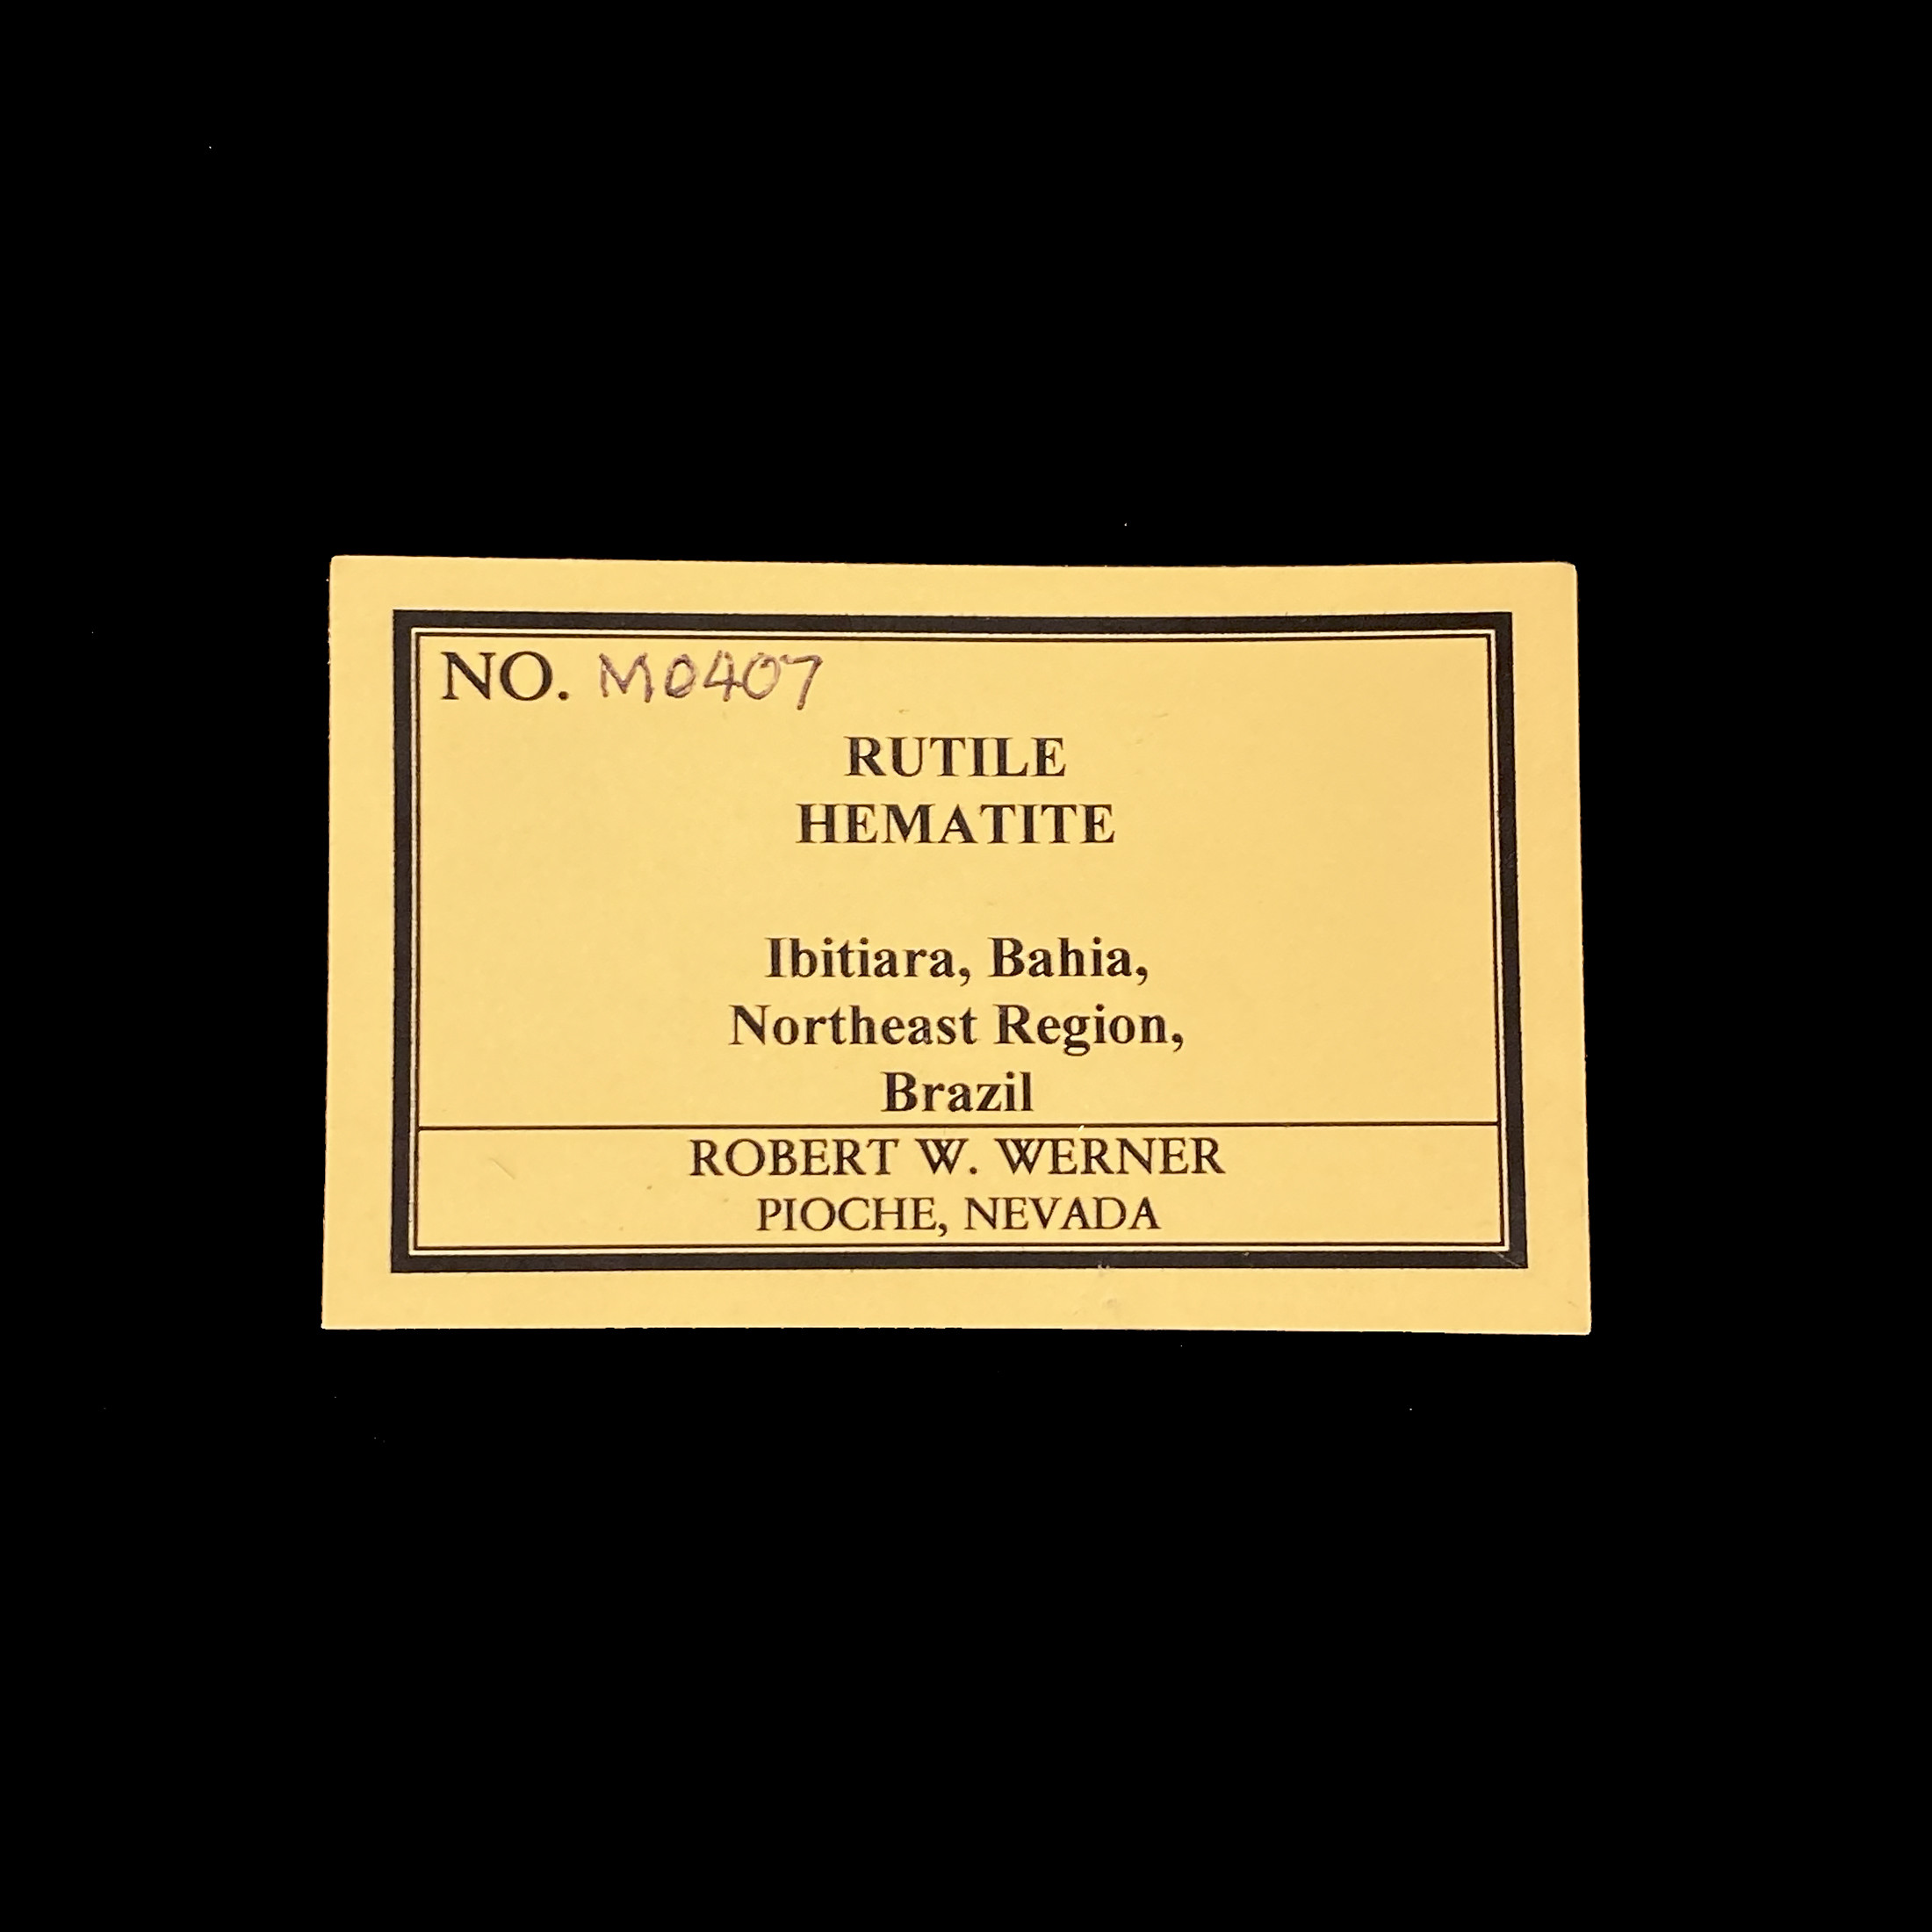 NO. M0407
RUTILE
HEMATITE
Ibitiara, Bahia,
Northeast Region,
Brazil
ROBERT W. WERNER
PIOCHE, NEVADA